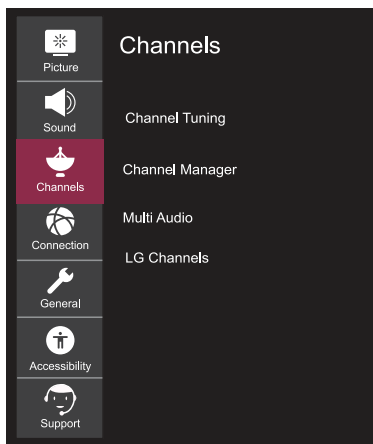 Picture
Sound
Channels
Connection
General
Accessibility
Support
Channels
Channel Tuning
Channel Manager
Multi Audio
LG Channels